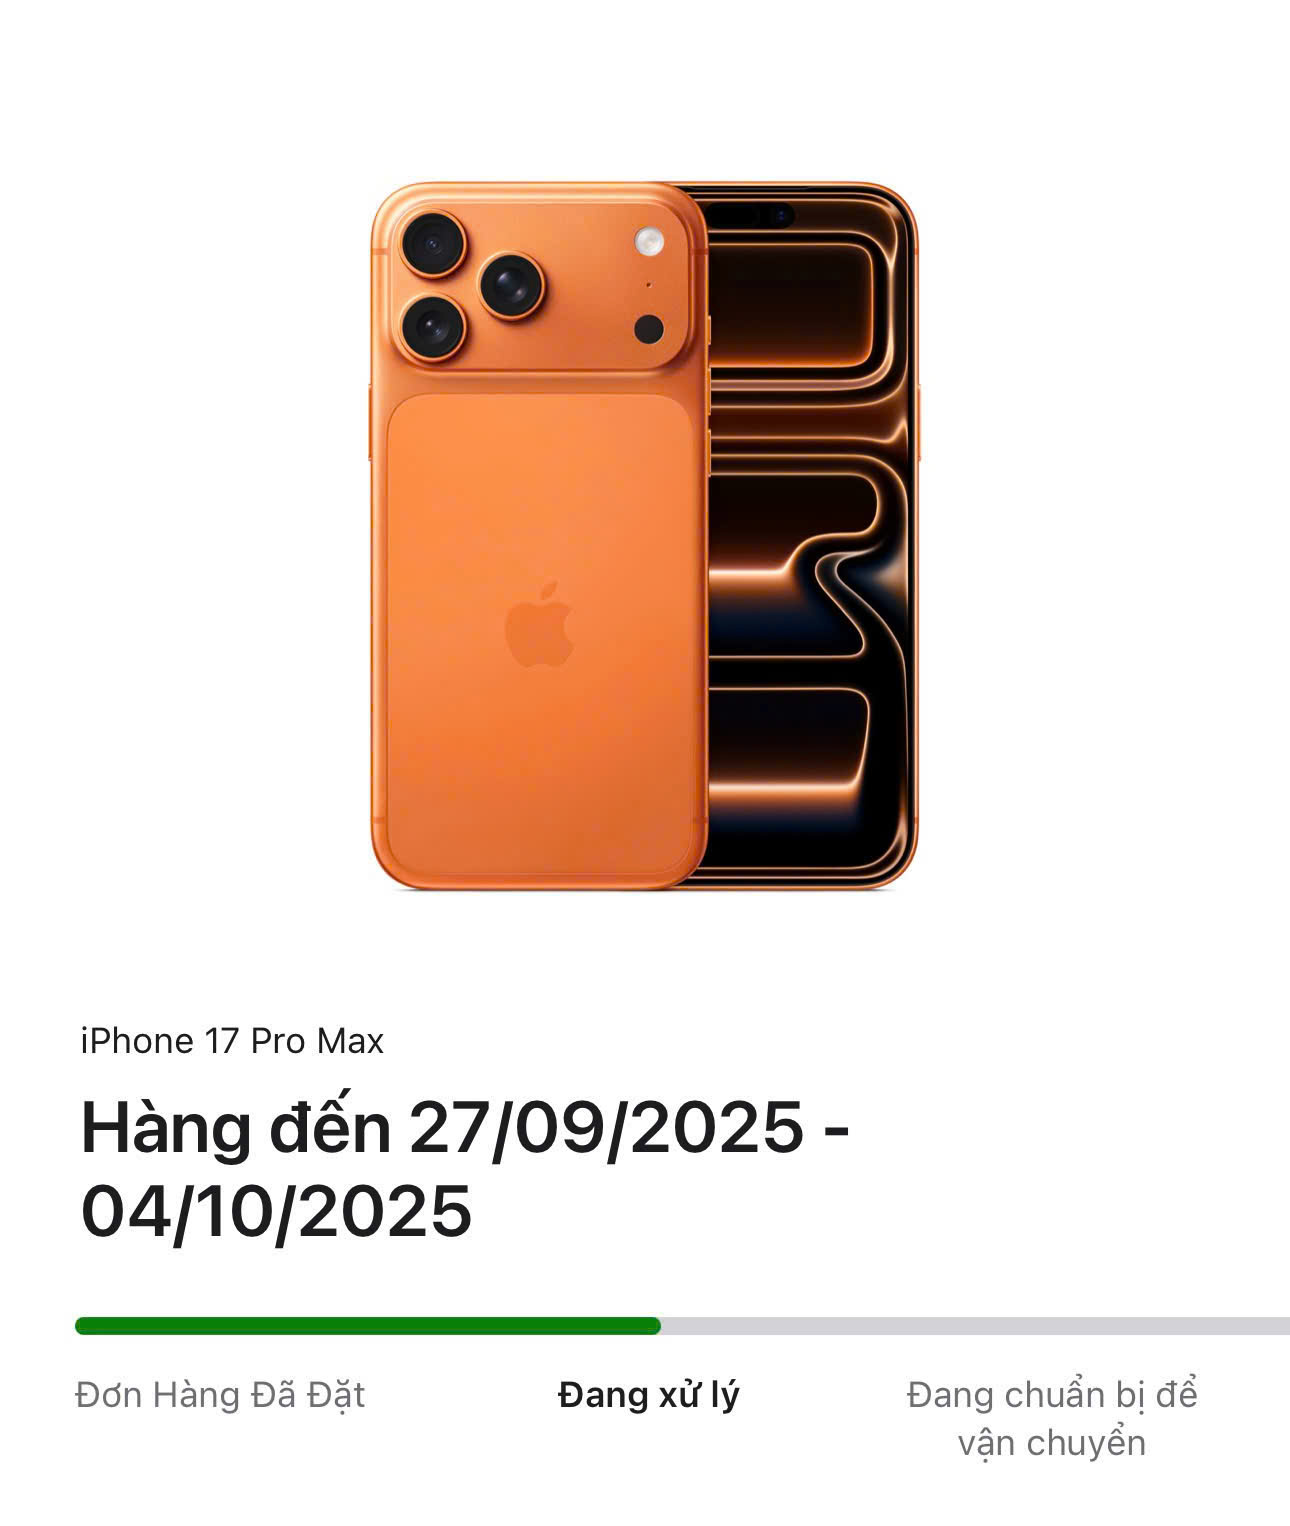 iPhone 17 Pro Max
Hàng đến 27/09/2025 -
04/10/2025
Đơn Hàng Đã Đặt
Đang xử lý
Đang chuẩn bị để
vận chuyển